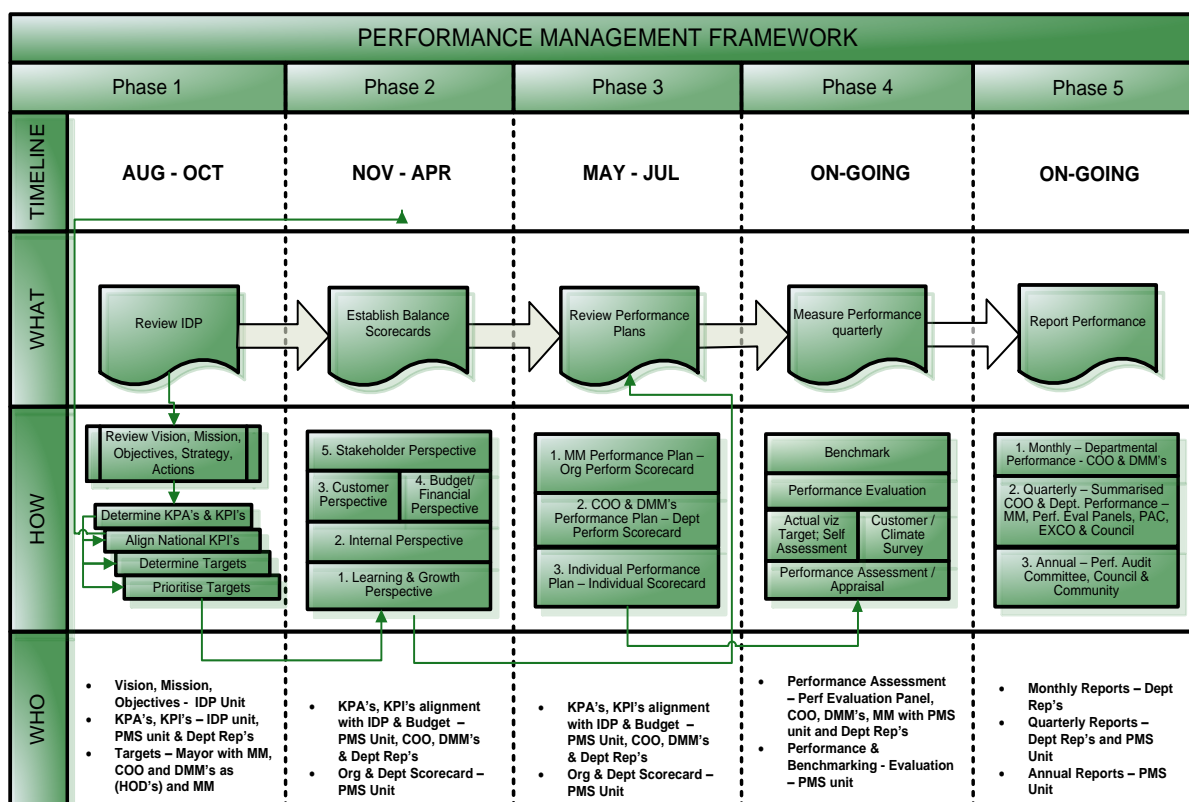 PERFORMANCE MANAGEMENT FRAMEWORK
Phase 1
Phase 2
Phase 3
Phase 4
Phase 5
TIMELINE
AUG - OCT
NOV - APR
MAY - JUL
ON-GOING
ON-GOING
WHAT
Review IDP
Establish Balance
Scorecards
Review Performance
Plans
Measure Performance
quarterly
Report Performance
HOW
Review Vision, Mission,
Objectives, Strategy,
Actions
Determine KPA's & KPI's
Align National KPI's
Determine Targets
Prioritise Targets
5. Stakeholder Perspective
3. Customer
Perspective
4. Budget/
Financial
Perspective
2. Internal Perspective
1. Learning & Growth
Perspective
1. MM Performance Plan –
Org Perform Scorecard
2. COO & DMM's
Performance Plan – Dept
Perform Scorecard
3. Individual Performance
Plan – Individual Scorecard
Benchmark
Performance Evaluation
Actual viz
Target; Self
Assessment
Customer /
Climate
Survey
Performance Assessment /
Appraisal
1. Monthly – Departmental
Performance - COO & DMM's
2. Quarterly – Summarised
COO & Dept. Performance –
MM, Perf. Eval Panels, PAC,
EXCO & Council
3. Annual – Perf. Audit
Committee, Council &
Community
WHO
• Vision, Mission,
Objectives - IDP Unit
• KPA's, KPI's – IDP unit,
PMS unit & Dept Rep's
• Targets – Mayor with MM,
COO and DMM's as
(HOD's) and MM
• KPA's, KPI's alignment
with IDP & Budget –
PMS Unit, COO, DMM's
& Dept Rep's
• Org & Dept Scorecard –
PMS Unit
• KPA's, KPI's alignment
with IDP & Budget –
PMS Unit, COO, DMM's
& Dept Rep's
• Org & Dept Scorecard –
PMS Unit
• Performance Assessment
– Perf Evaluation Panel,
COO, DMM's, MM with PMS
unit and Dept Rep's
• Performance &
Benchmarking - Evaluation
– PMS unit
• Monthly Reports – Dept
Rep's
• Quarterly Reports –
Dept Rep's and PMS
Unit
• Annual Reports – PMS
Unit